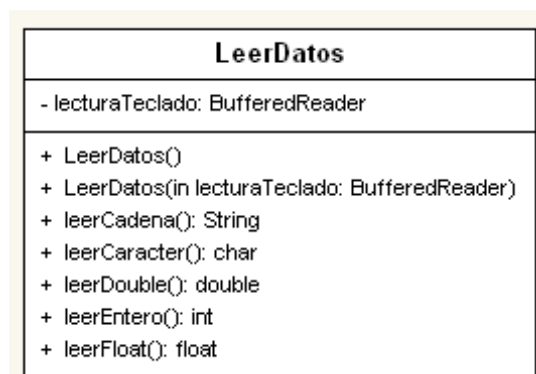 LeerDatos
- lecturaTeclado: BufferedReader
+ LeerDatos()
+ LeerDatos(in lecturaTeclado: BufferedReader)
+ leerCadena(): String
+ leerCaracter(): char
+ leerDouble(): double
+ leerEntero(): int
+ leerFloat(): float